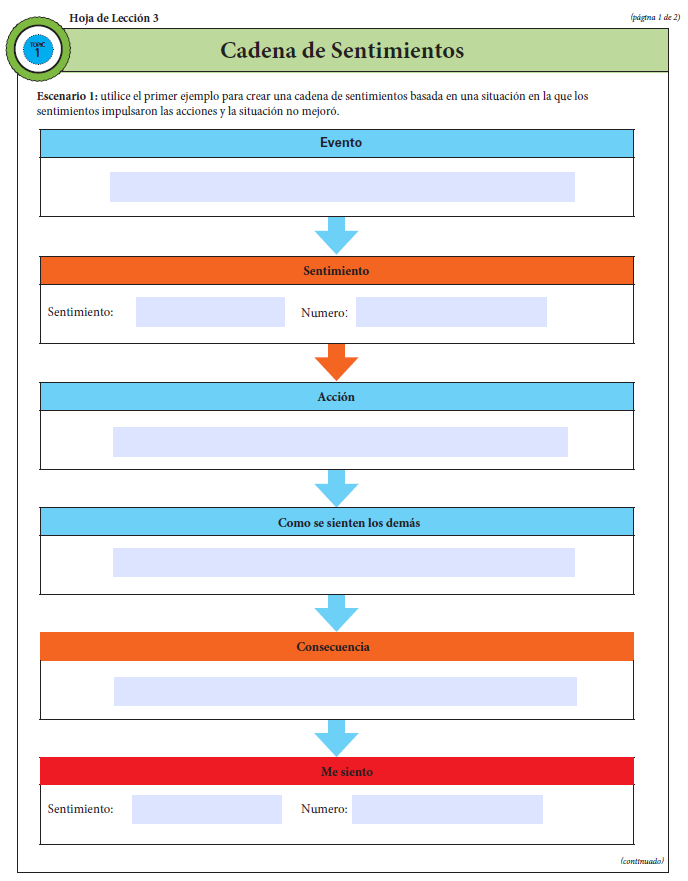 Hoja de Lección 3
(página 1 de 2)
TOPIC
1
Cadena de Sentimientos
Escenario 1: utilice el primer ejemplo para crear una cadena de sentimientos basada en una situación en la que los
sentimientos impulsaron las acciones y la situación no mejoró.
Evento
Sentimiento
Sentimiento: Numero:
Acción
Como se sienten los demás
Consecuencia
Me siento
Sentimiento: Numero:
(continuado)